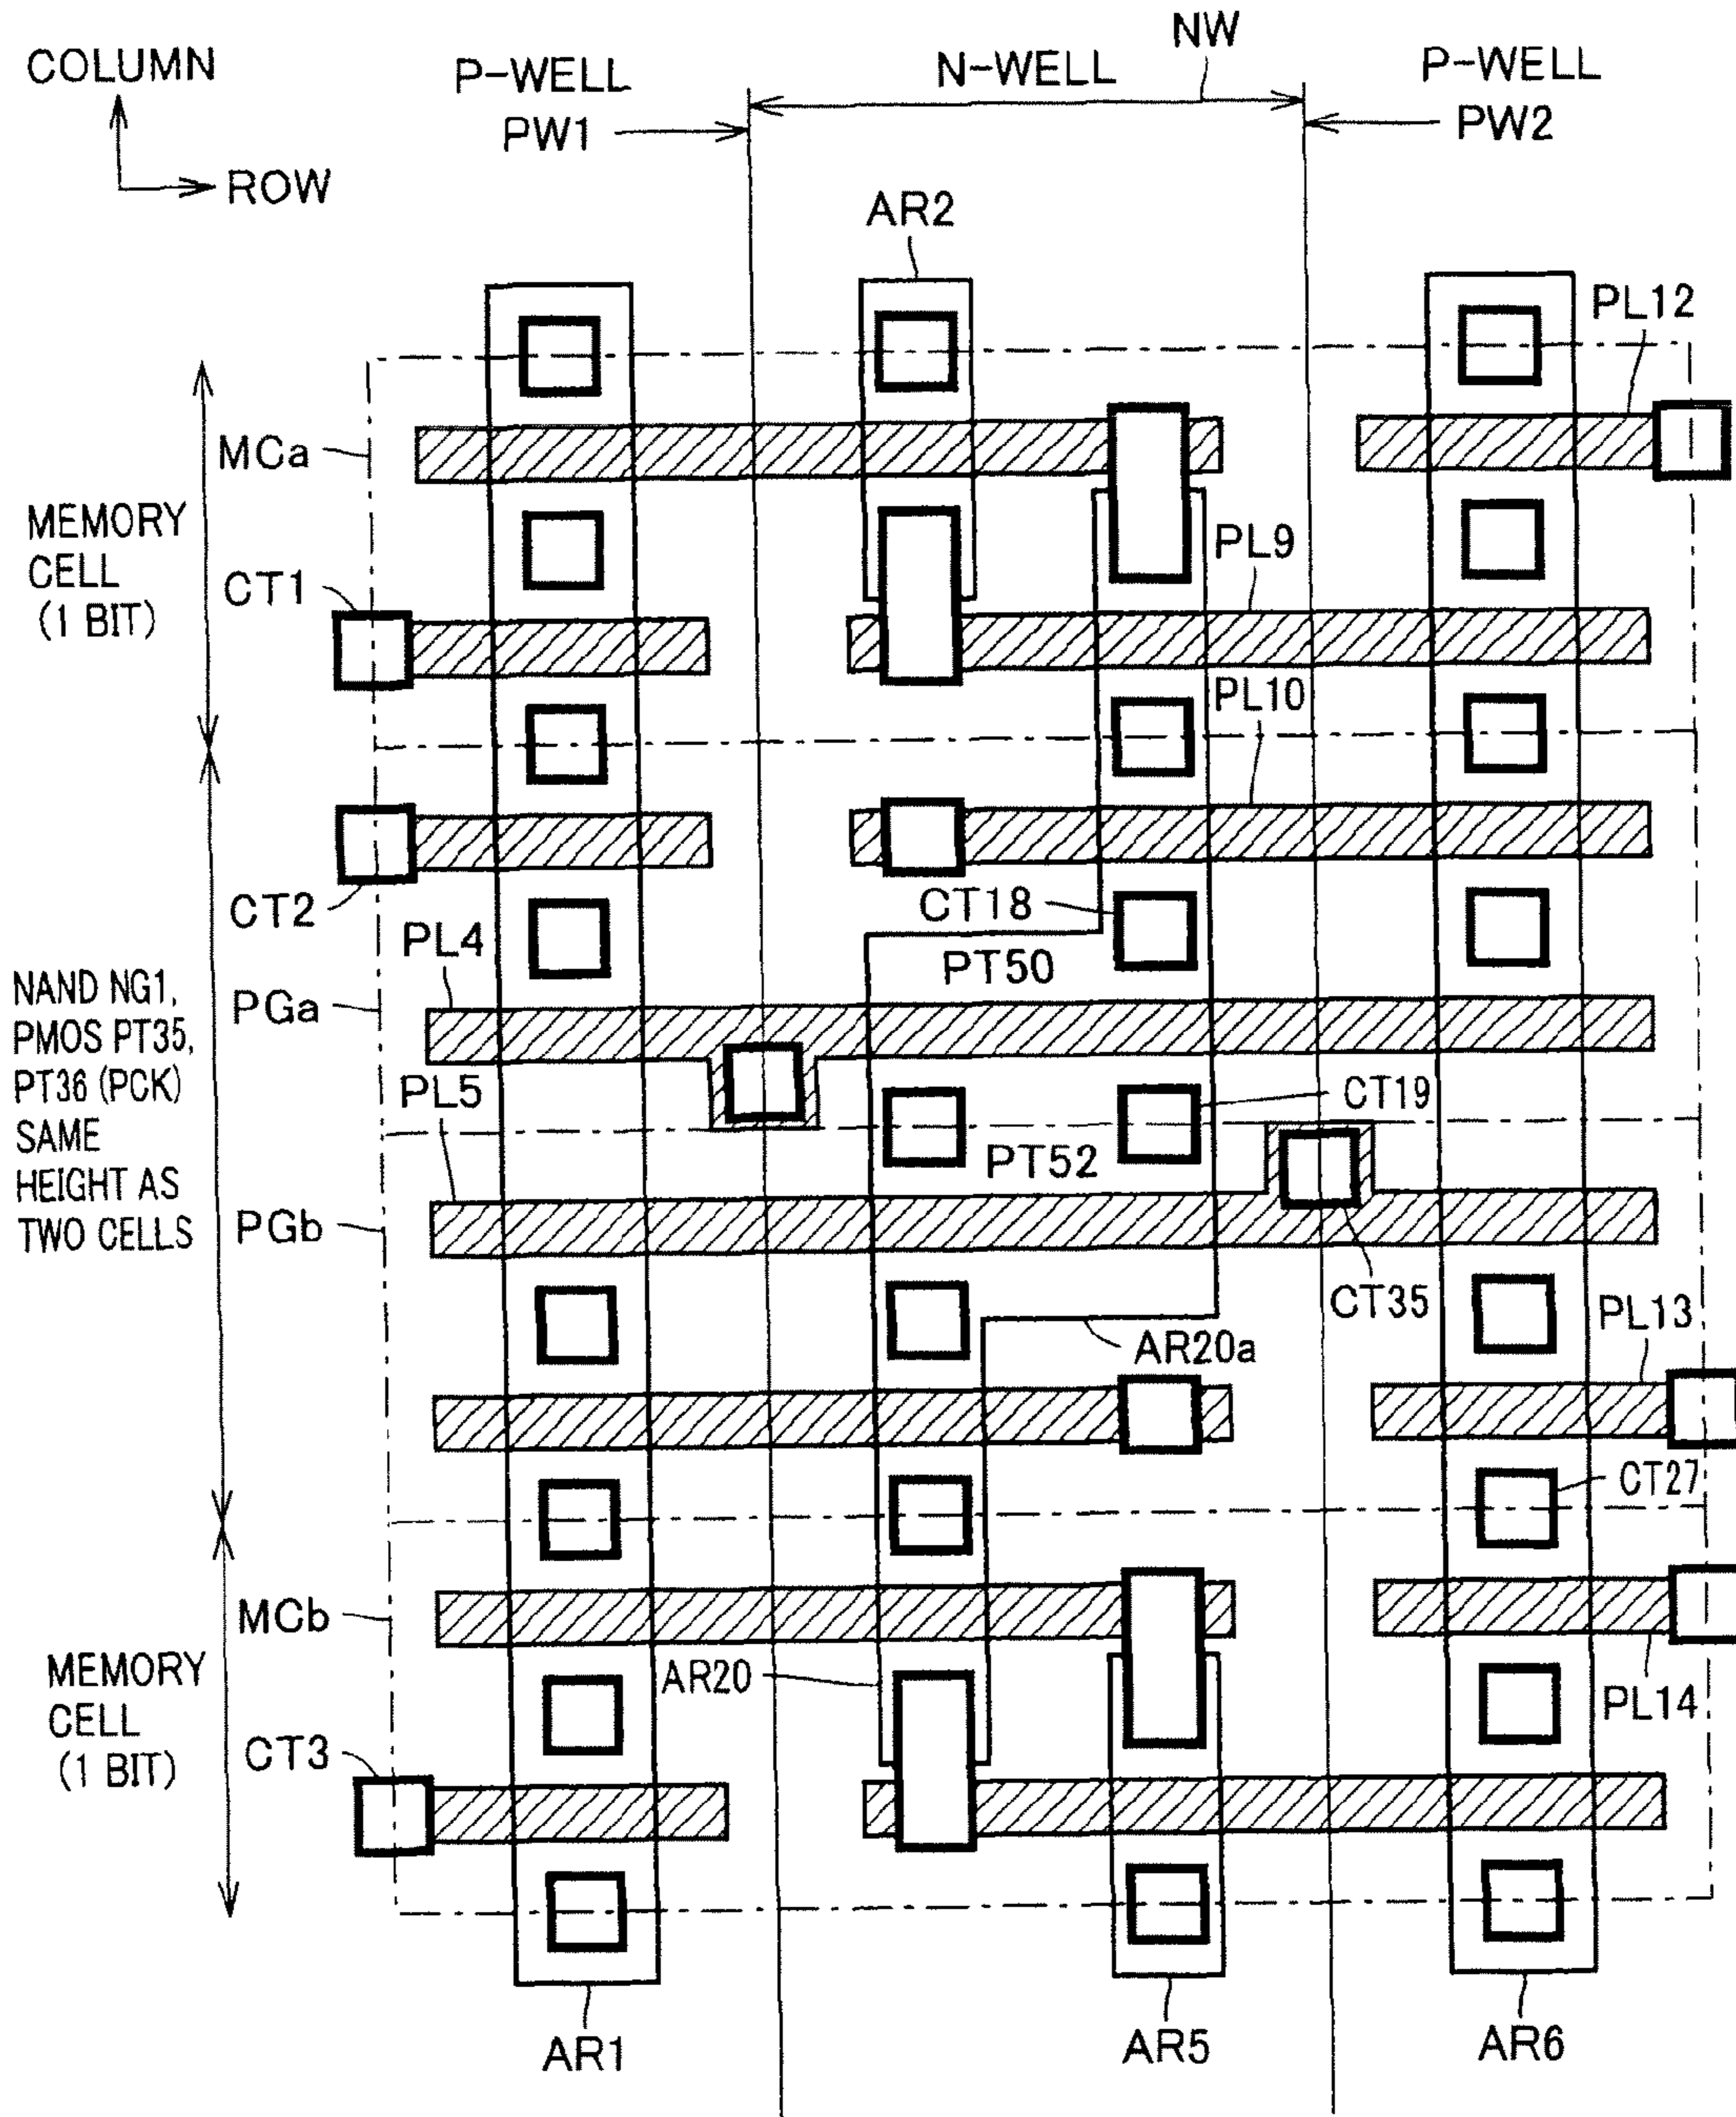 COLUMN
ROW
P-WELL
PW1
N-WELL
NW
P-WELL
PW2
AR2
PL12
MCa
MEMORY
CELL
(1 BIT)
CT1
PL9
PL10
CT2
CT18
PL4
PT50
NAND NG1,
PMOS PT35,
PT36 (PCK)
SAME
HEIGHT AS
TWO CELLS
PGa
PL5
CT19
PT52
PGb
CT35
PL13
AR20a
CT27
MCb
MEMORY
CELL
(1 BIT)
AR20
PL14
CT3
AR1
AR5
AR6